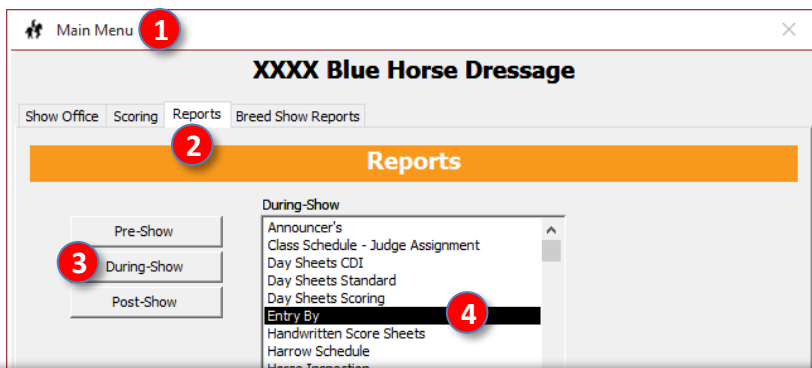 Main Menu 1
XXXX Blue Horse Dressage
Show Office Scoring Reports Breed Show Reports
2
Reports
During-Show
Pre-Show
3 During-Show
Post-Show
Announcer's
Class Schedule - Judge Assignment
Day Sheets CDI
Day Sheets Standard
Day Sheets Scoring
Entry By 4
Handwritten Score Sheets
Harrow Schedule
Horse Inspection